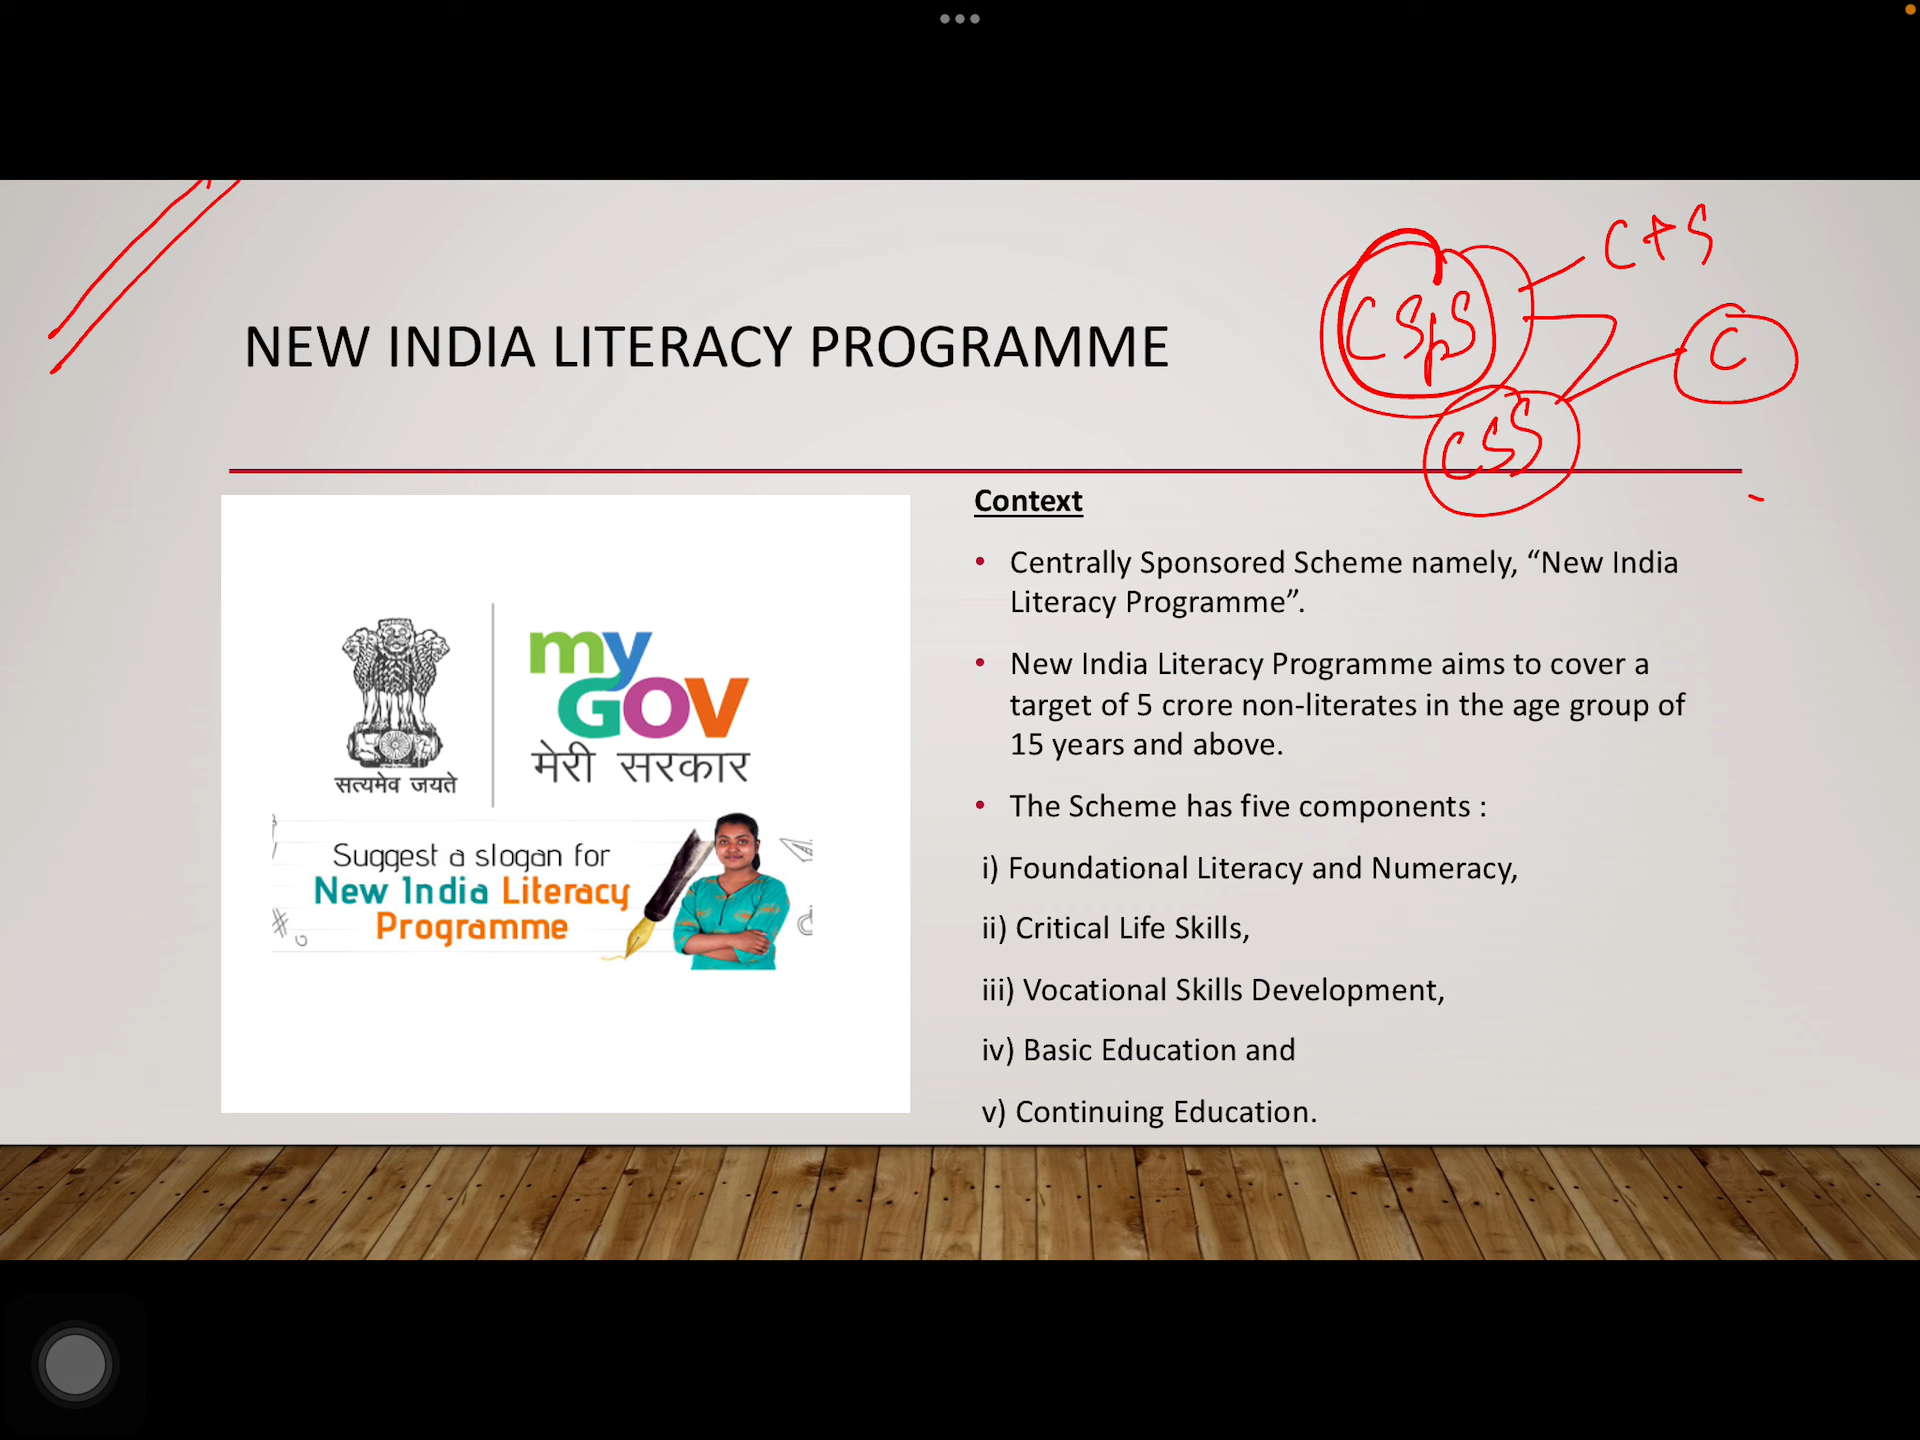 C+S
NEW INDIA LITERACY PROGRAMME
CSpS
C
CSS
Context
• Centrally Sponsored Scheme namely, “New India
Literacy Programme”.
• New India Literacy Programme aims to cover a
target of 5 crore non-literates in the age group of
15 years and above.
• The Scheme has five components :
i) Foundational Literacy and Numeracy,
ii) Critical Life Skills,
iii) Vocational Skills Development,
iv) Basic Education and
v) Continuing Education.
सत्यमेव जयते
my
GOV
मेरी सरकार
Suggest a slogan for
New India Literacy
Programme